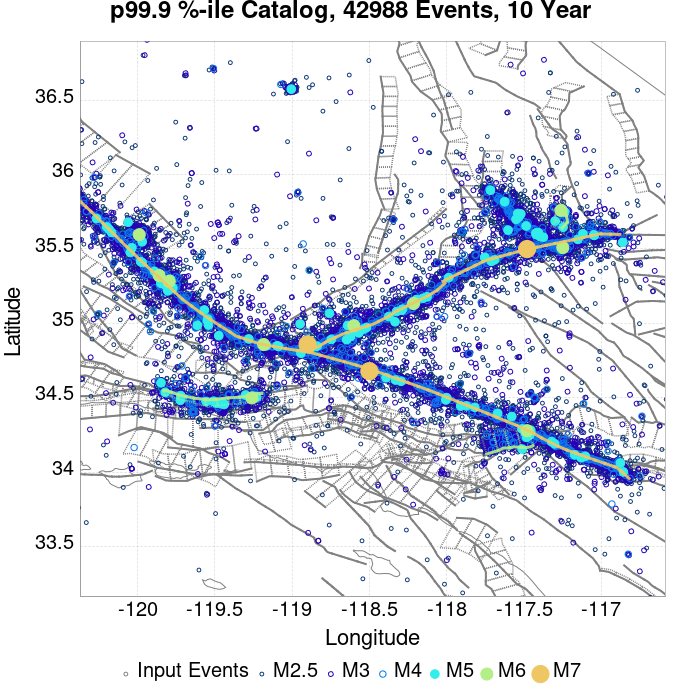 p99.9 %-ile Catalog, 42988 Events, 10 Year
36.5
36
35.5
35
34.5
34
33.5
Latitude
-120 -119.5 -119 -118.5 -118 -117.5 -117
Longitude
Input Events M2.5 M3 M4 M5 M6 M7